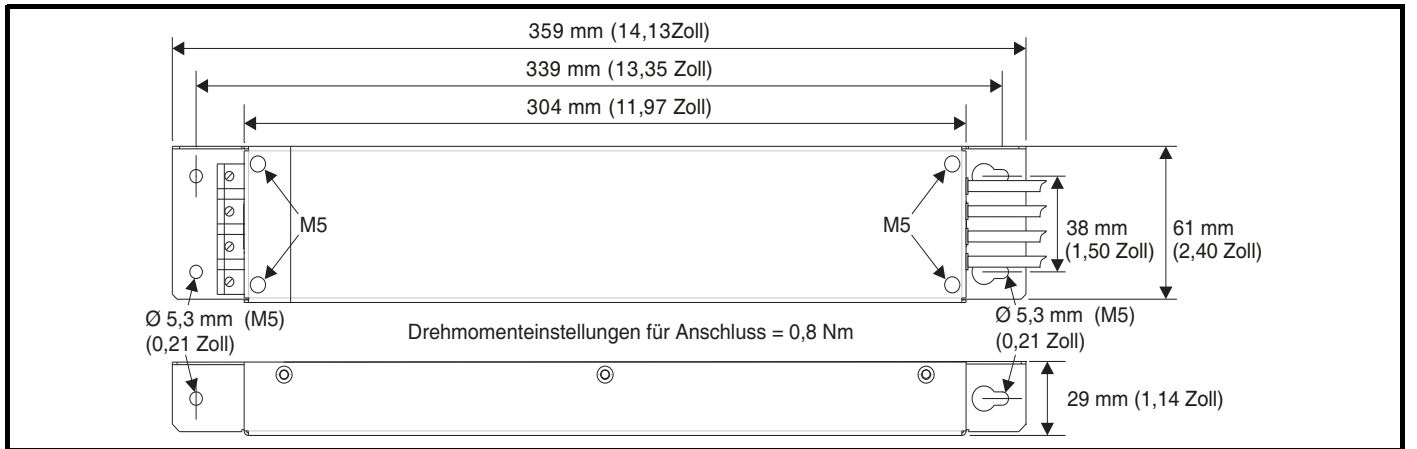 359 mm (14,13Zoll)
339 mm (13,35 Zoll)
304 mm (11,97 Zoll)
M5
M5
38 mm
(1,50 Zoll)
61 mm
(2,40 Zoll)
Ø 5,3 mm (M5)
(0,21 Zoll)
Drehmomenteinstellungen für Anschluss = 0,8 Nm
Ø 5,3 mm (M5)
(0,21 Zoll)
29 mm (1,14 Zoll)